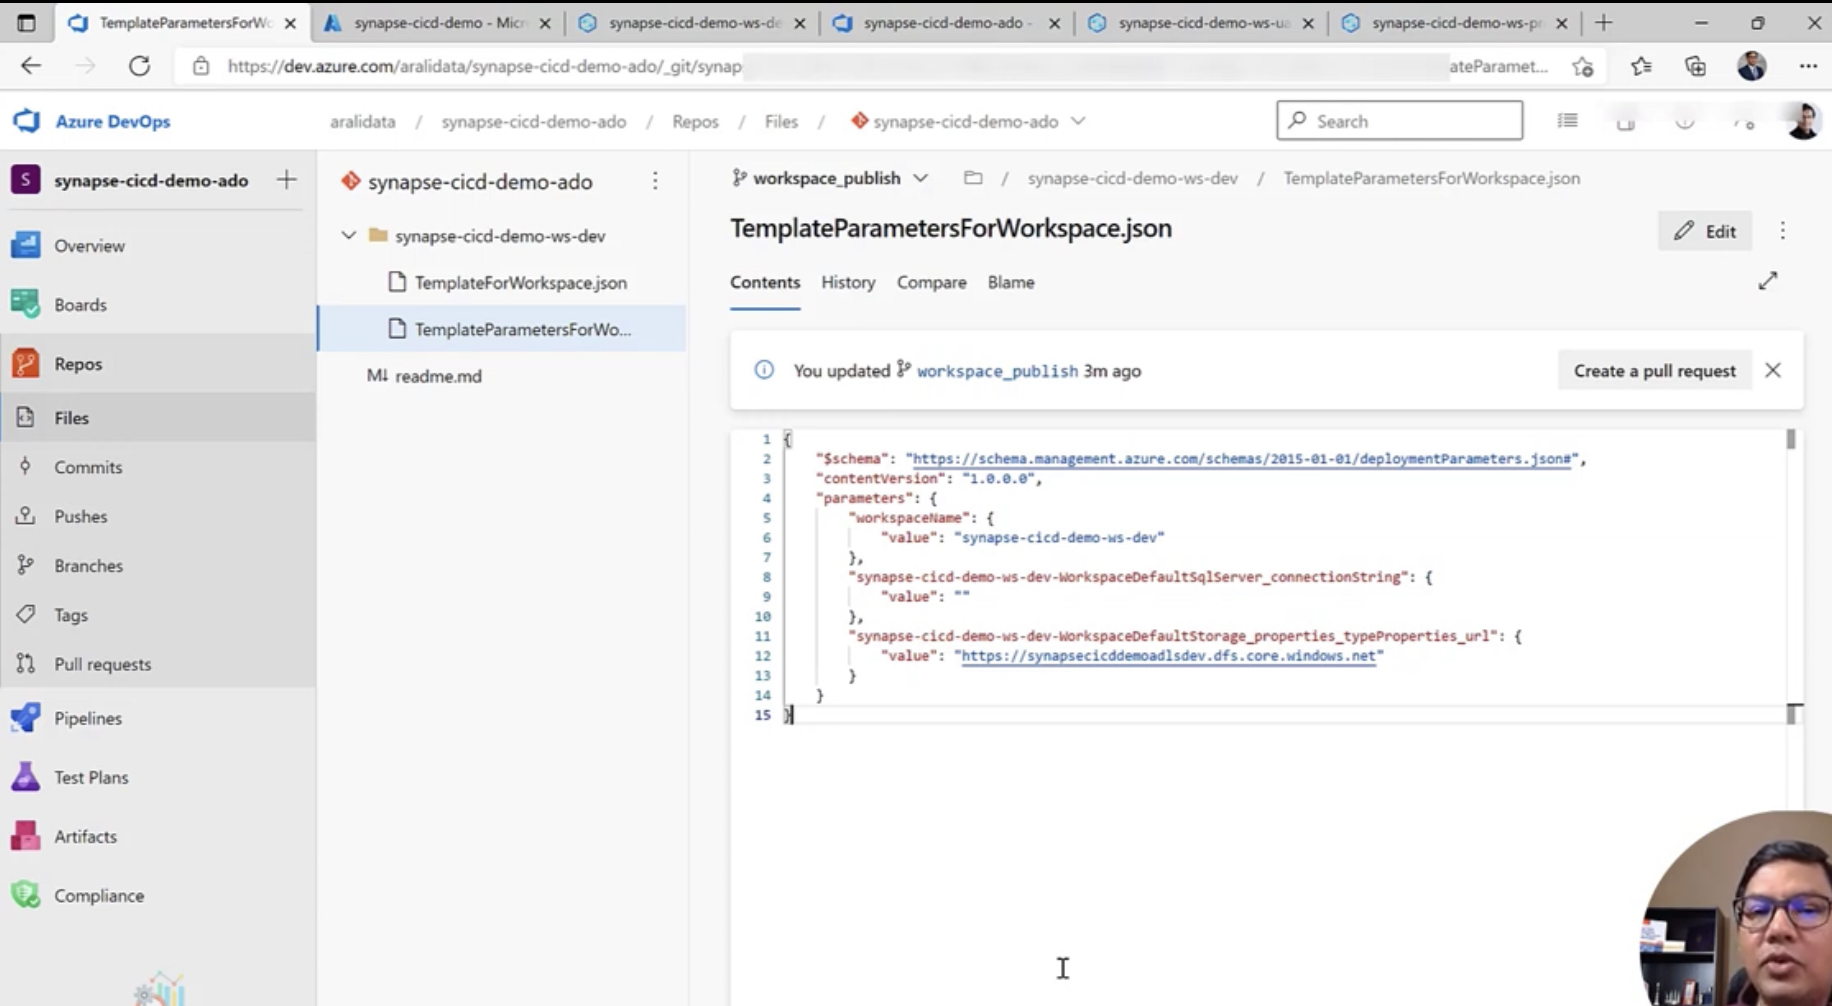 TemplateParametersForWo
synapse-cicd-demo - Micr
synapse-cicd-demo-ws-de
synapse-cicd-demo-ado -
synapse-cicd-demo-ws-ua
synapse-cicd-demo-ws-pr
https://dev.azure.com/aralidata/synapse-cicd-demo-ado/_git/synap
ateParamet...
Azure DevOps
aralidata / synapse-cicd-demo-ado / Repos / Files / synapse-cicd-demo-ado
Search
S synapse-cicd-demo-ado
Overview
Boards
Repos
Files
Commits
Pushes
Branches
Tags
Pull requests
Pipelines
Test Plans
Artifacts
Compliance
synapse-cicd-demo-ado
synapse-cicd-demo-ws-dev
TemplateForWorkspace.json
TemplateParametersForWo...
M↓ readme.md
workspace_publish / synapse-cicd-demo-ws-dev / TemplateParametersForWorkspace.json
TemplateParametersForWorkspace.json
Edit
Contents History Compare Blame
You updated workspace_publish 3m ago
Create a pull request
1 {
2 "$schema": "https://schema.management.azure.com/schemas/2015-01-01/deploymentParameters.json#",
3 "contentVersion": "1.0.0.0",
4 "parameters": {
5 "workspaceName": {
6 "value": "synapse-cicd-demo-ws-dev"
7 },
8 "synapse-cicd-demo-ws-dev-WorkspaceDefaultSqlServer_connectionString": {
9 "value": ""
10 },
11 "synapse-cicd-demo-ws-dev-WorkspaceDefaultStorage_properties_typeProperties_url": {
12 "value": "https://synapsecicddemoadlsdev.dfs.core.windows.net"
13 }
14 }
15 }